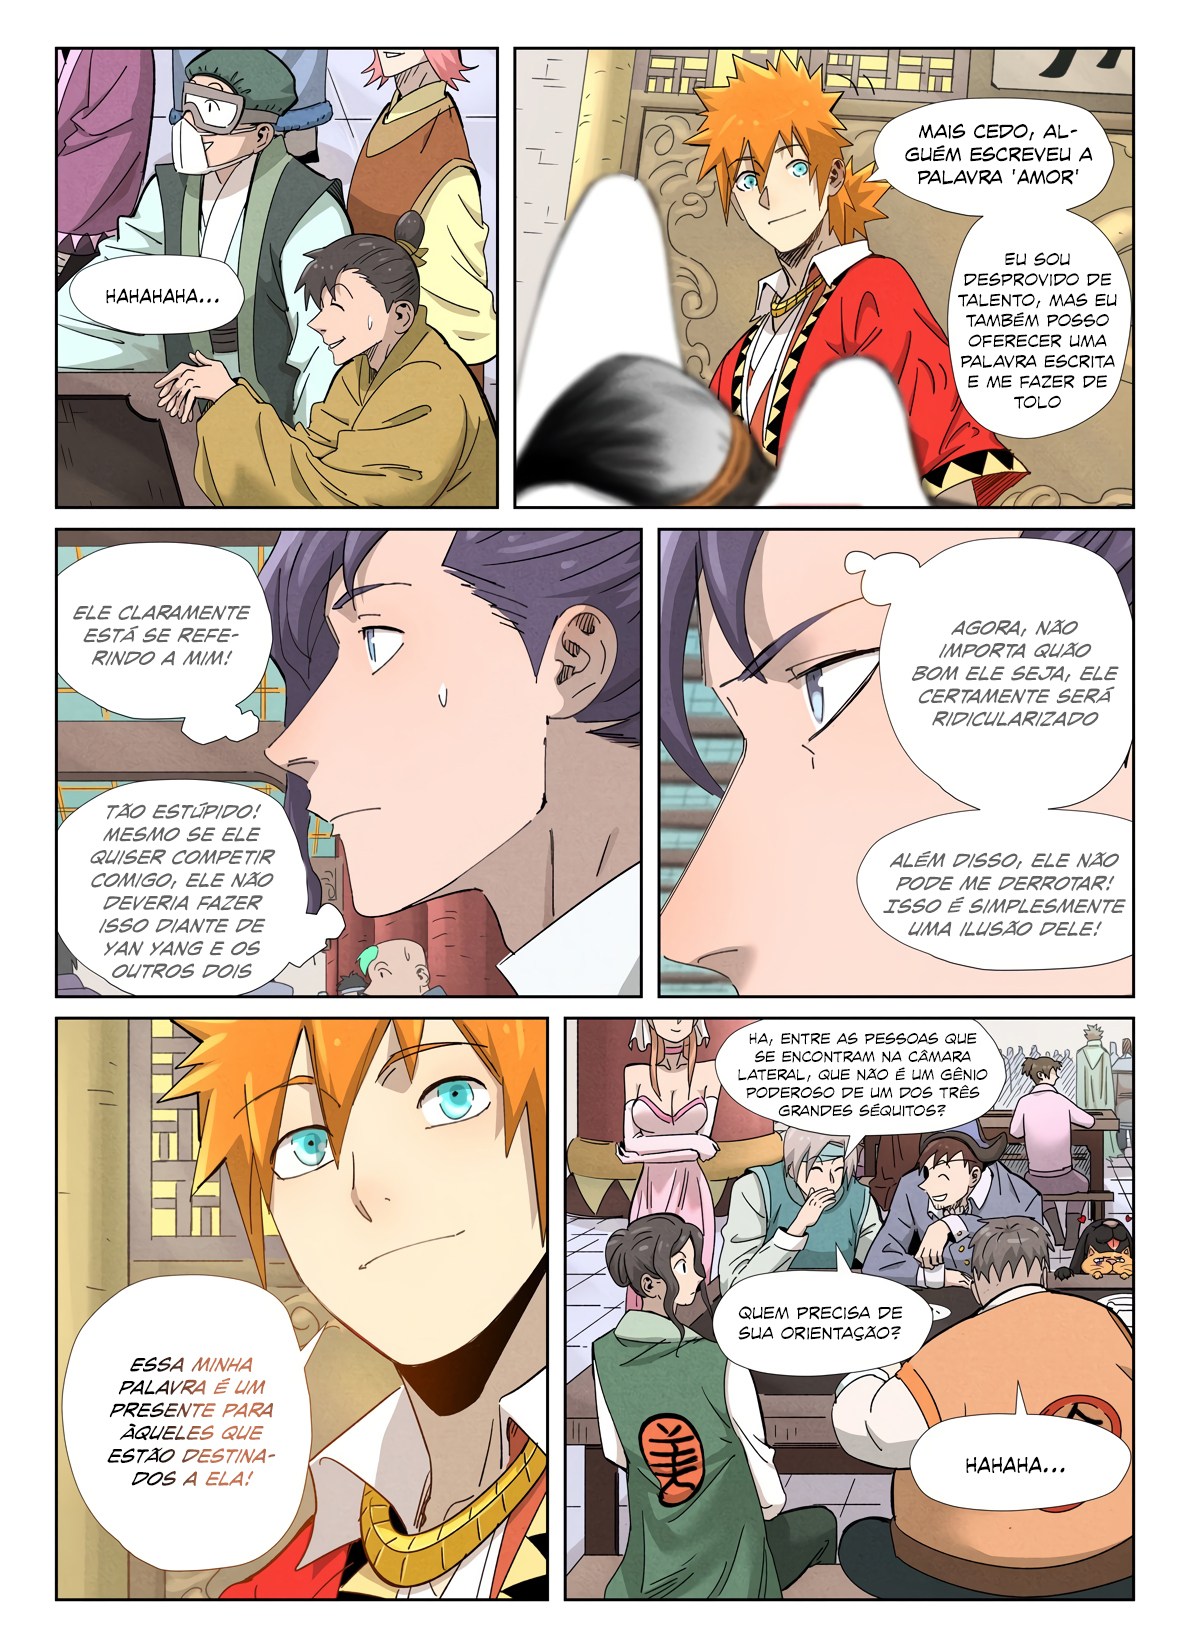 HAHAHAHA...
MAIS CEDO, AL-
GUÉM ESCREVEU A
PALAVRA 'AMOR'
EU SOU
DESPROVIDO DE
TALENTO, MAS EU
TAMBÉM POSSO
OFERECER UMA
PALAVRA ESCRITA
E ME FAZER DE
TOLO
ELE CLARAMENTE
ESTÁ SE REFE-
RINDO A MIM!
TÃO ESTÚPIDO!
MESMO SE ELE
QUISER COMPETIR
COMIGO, ELE NÃO
DEVERIA FAZER
ISSO DIANTE DE
YAN YANG E OS
OUTROS DOIS
AGORA, NÃO
IMPORTA QUÃO
BOM ELE SEJA, ELE
CERTAMENTE SERÁ
RIDICULARIZADO
ALÉM DISSO, ELE NÃO
PODE ME DERROTAR!
ISSO É SIMPLESMENTE
UMA ILUSÃO DELE!
ESSA MINHA
PALAVRA É UM
PRESENTE PARA
ÀQUELES QUE
ESTÃO DESTINA-
DOS A ELA!
HA, ENTRE AS PESSOAS QUE
SE ENCONTRAM NA CÂMARA
LATERAL, QUE NÃO É UM GÊNIO
PODEROSO DE UM DOS TRÊS
GRANDES SÉQUITOS?
QUEM PRECISA DE
SUA ORIENTAÇÃO?
美
HAHAHA...